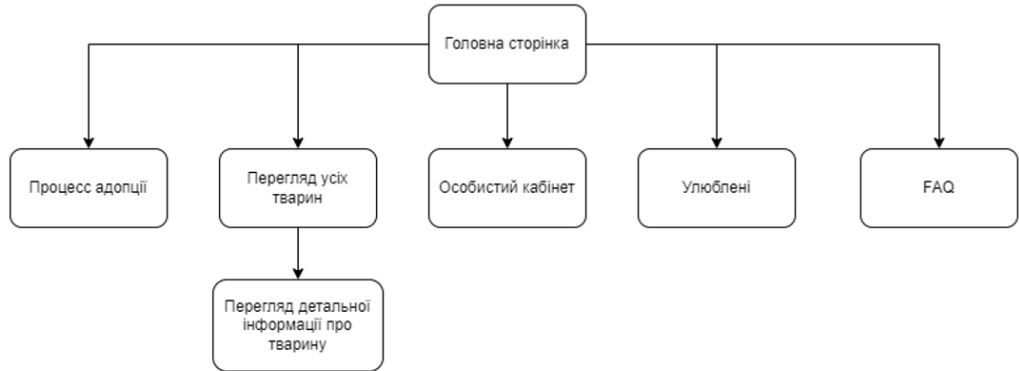 Головна сторінка
Процесс адопції
Перегляд усіх
тварин
Особистий кабінет
Улюблені
FAQ
Перегляд детальної
інформації про
тварину